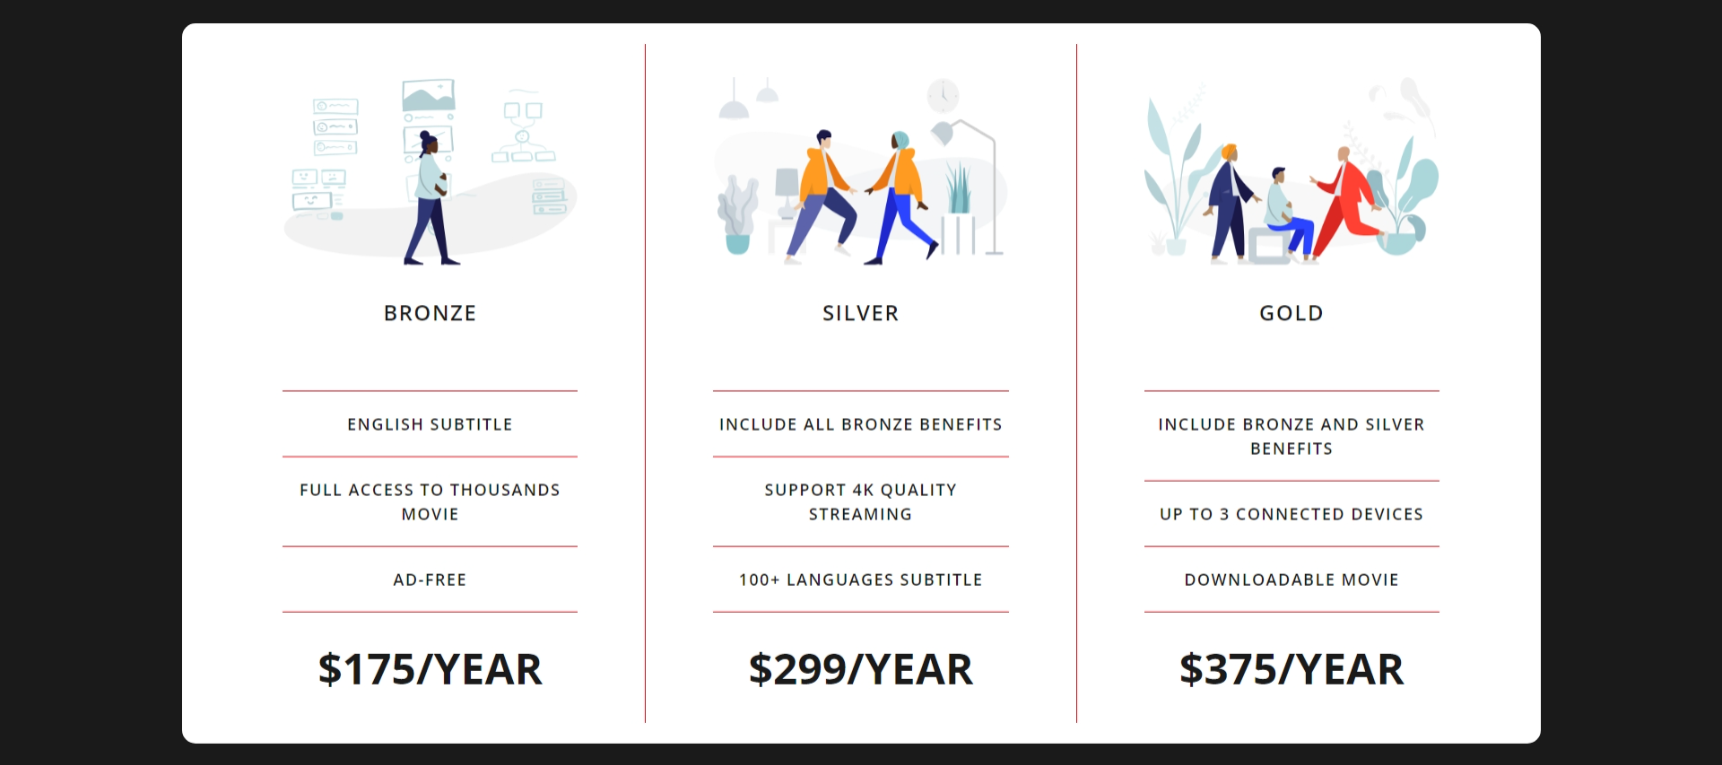 BRONZE
ENGLISH SUBTITLE
FULL ACCESS TO THOUSANDS
MOVIE
AD-FREE
$175/YEAR
SILVER
INCLUDE ALL BRONZE BENEFITS
SUPPORT 4K QUALITY
STREAMING
100+ LANGUAGES SUBTITLE
$299/YEAR
GOLD
INCLUDE BRONZE AND SILVER
BENEFITS
UP TO 3 CONNECTED DEVICES
DOWNLOADABLE MOVIE
$375/YEAR